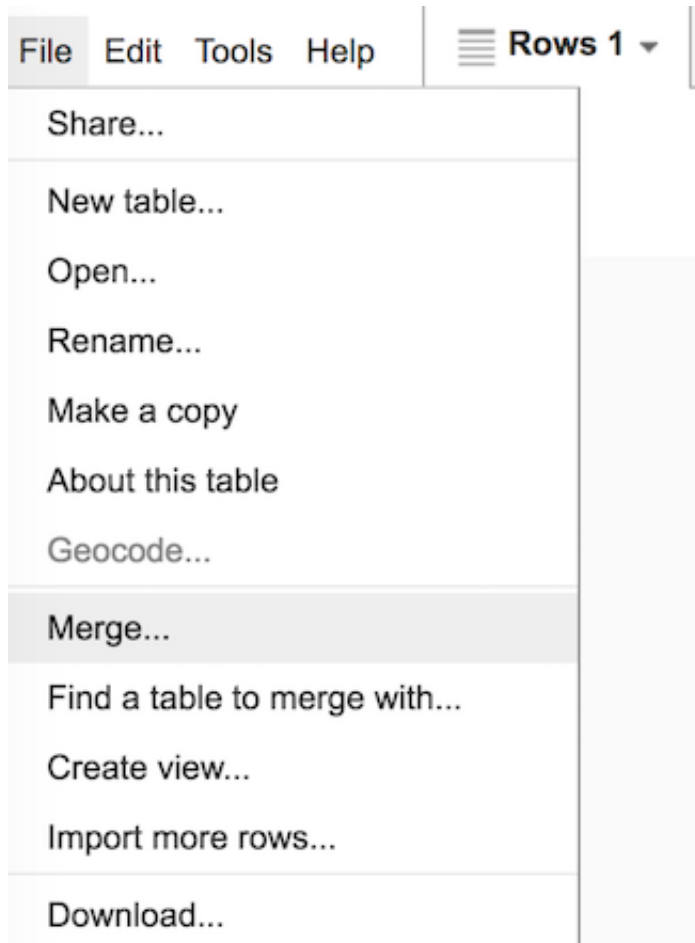 File Edit Tools Help Rows 1
Share...
New table...
Open...
Rename...
Make a copy
About this table
Geocode...
Merge...
Find a table to merge with...
Create view...
Import more rows...
Download...